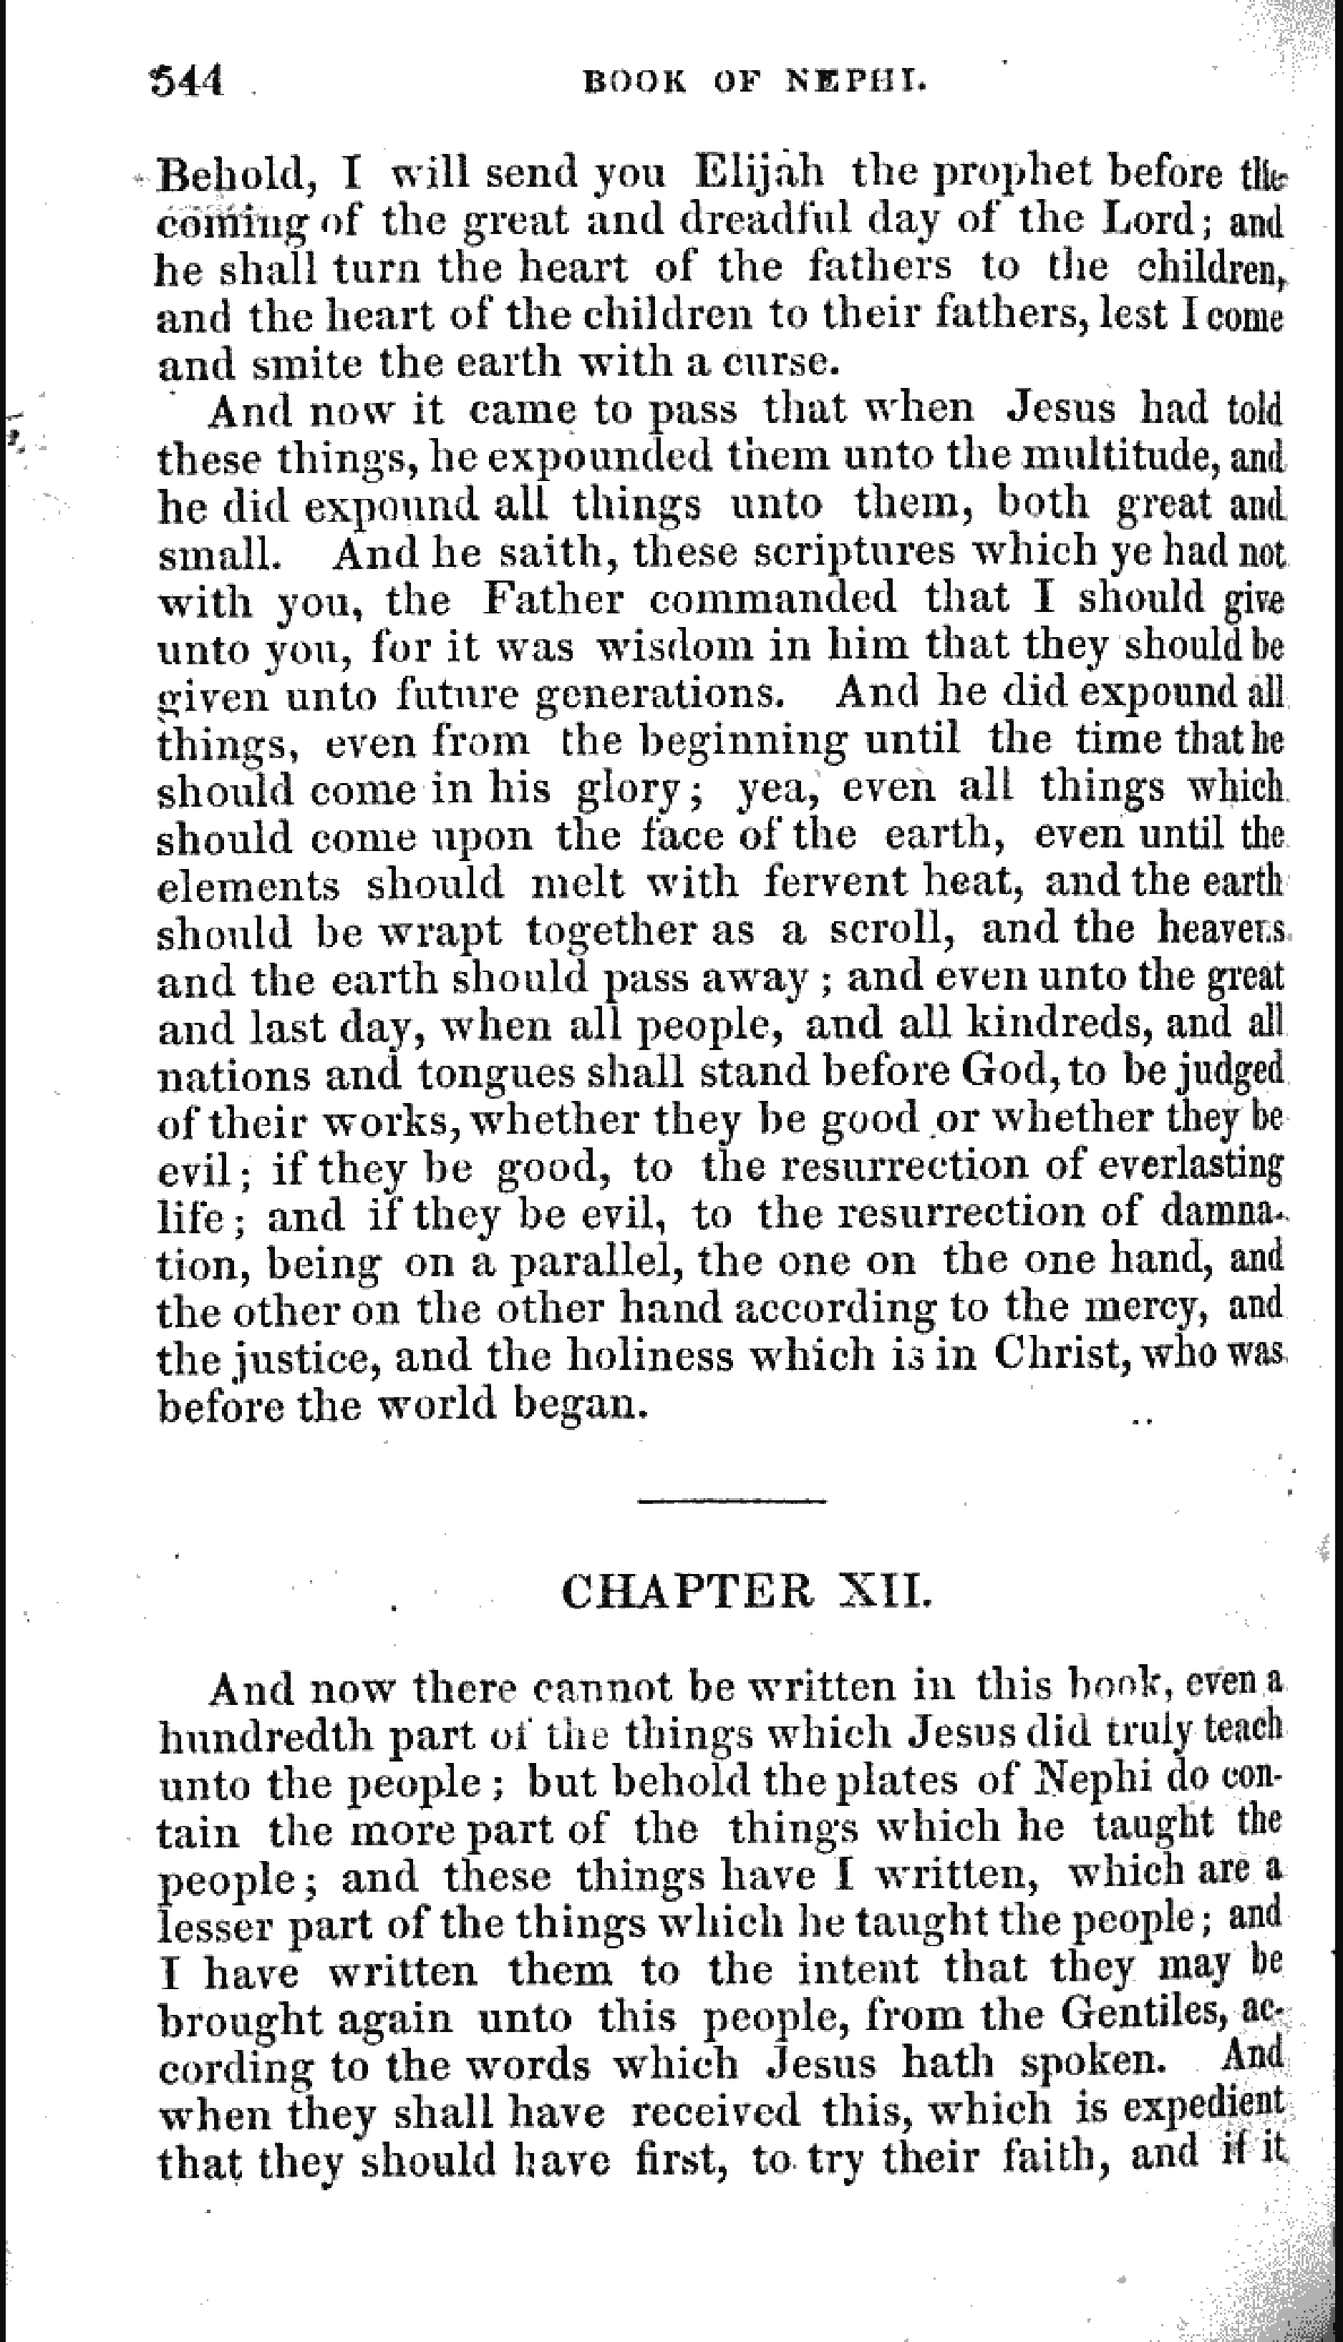 544 BOOK OF NEPHI.
Behold, I will send you Elijah the prophet before the
coming of the great and dreadful day of the Lord; and
he shall turn the heart of the fathers to the children,
and the heart of the children to their fathers, lest I come
and smite the earth with a curse.
And now it came to pass that when Jesus had told
these things, he expounded them unto the multitude, and
he did expound all things unto them, both great and
small. And he saith, these scriptures which ye had not
with you, the Father commanded that I should give
unto you, for it was wisdom in him that they should be
given unto future generations. And he did expound all
things, even from the beginning until the time that he
should come in his glory; yea, even all things which
should come upon the face of the earth, even until the
elements should melt with fervent heat, and the earth
should be wrapt together as a scroll, and the heavens
and the earth should pass away; and even unto the great
and last day, when all people, and all kindreds, and all
nations and tongues shall stand before God, to be judged
of their works, whether they be good or whether they be
evil; if they be good, to the resurrection of everlasting
life; and if they be evil, to the resurrection of damna-
tion, being on a parallel, the one on the one hand, and
the other on the other hand according to the mercy, and
the justice, and the holiness which is in Christ, who was
before the world began.
CHAPTER XII.
And now there cannot be written in this book, even a
hundredth part of the things which Jesus did truly teach
unto the people; but behold the plates of Nephi do con-
tain the more part of the things which he taught the
people; and these things have I written, which are a
lesser part of the things which he taught the people; and
I have written them to the intent that they may be
brought again unto this people, from the Gentiles, ac-
cording to the words which Jesus hath spoken. And
when they shall have received this, which is expedient
that they should have first, to try their faith, and if it